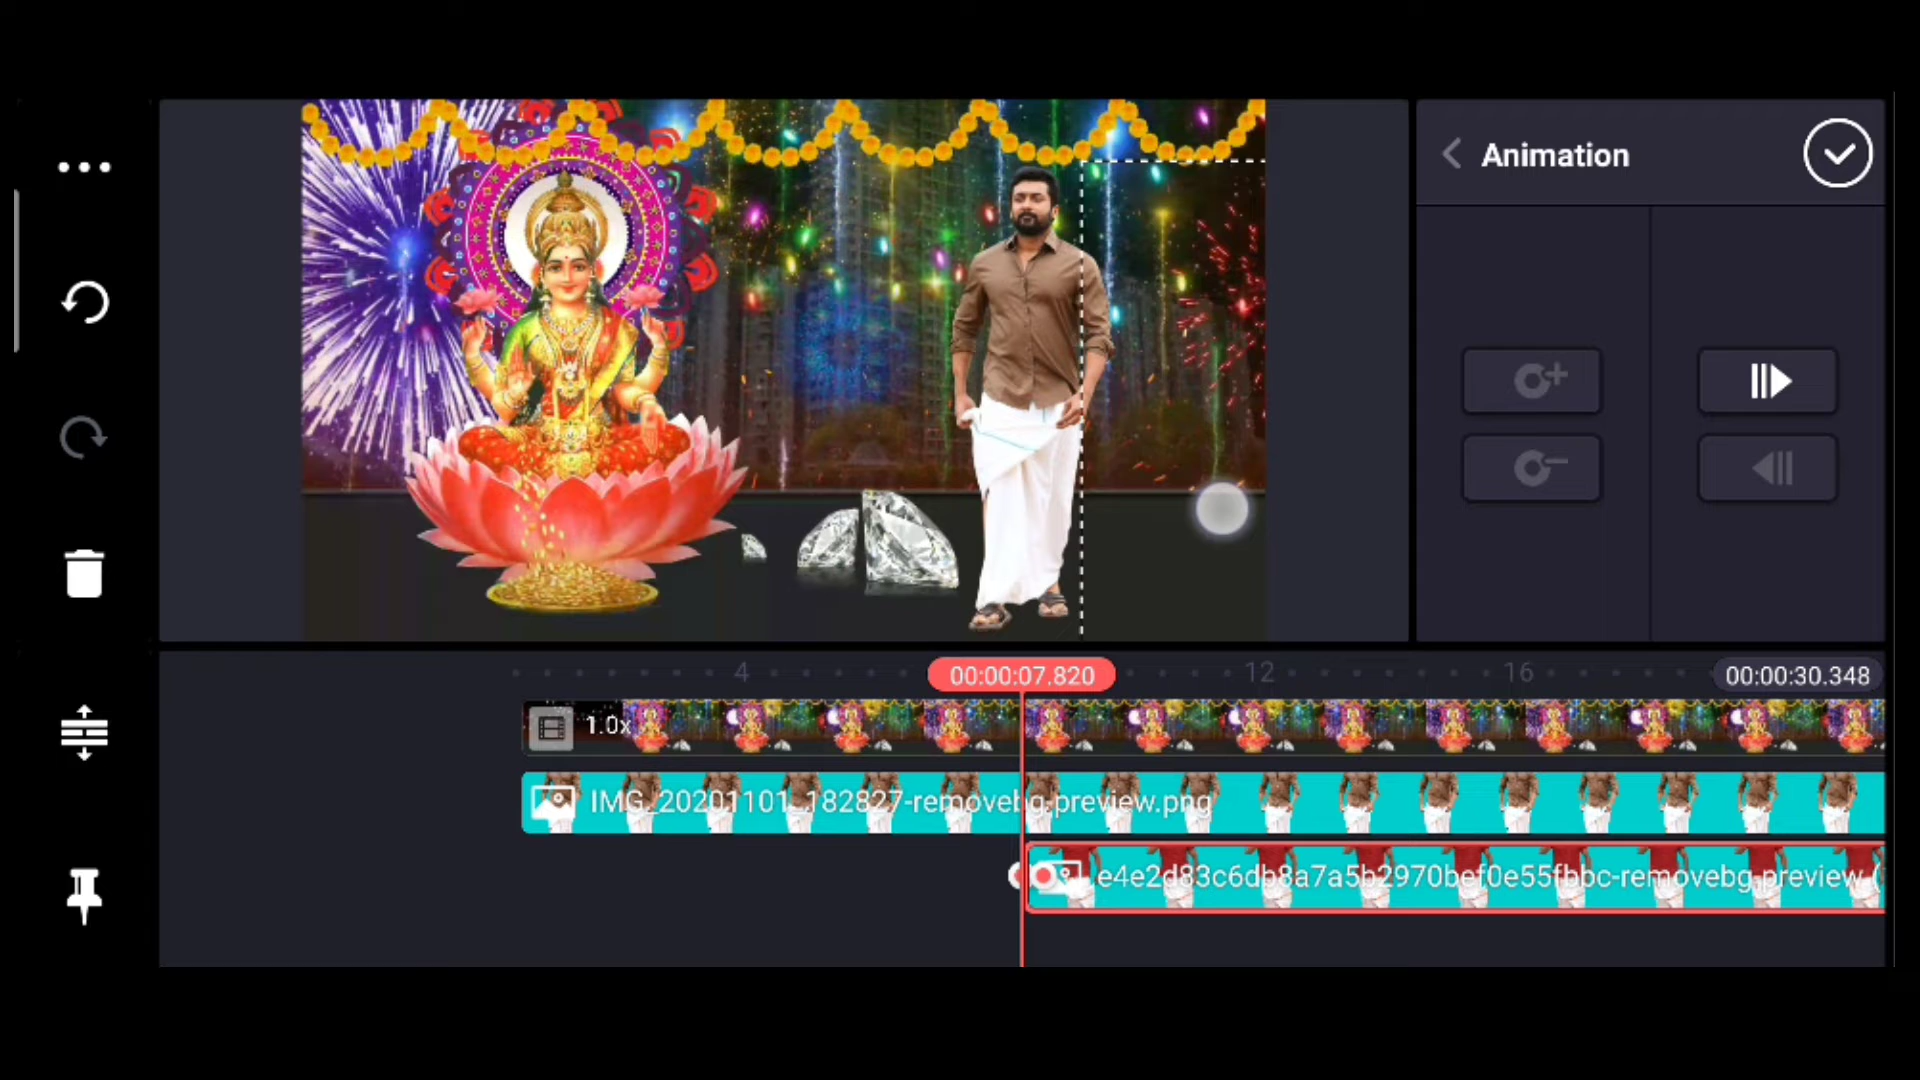 Animation
4
00:00:07.820
12
16
00:00:30.348
1.0x
IMG_20201101_182827-removebg-preview.png
e4e2d83c6db8a7a5b2970bef0e55fbbc-removebg-preview (